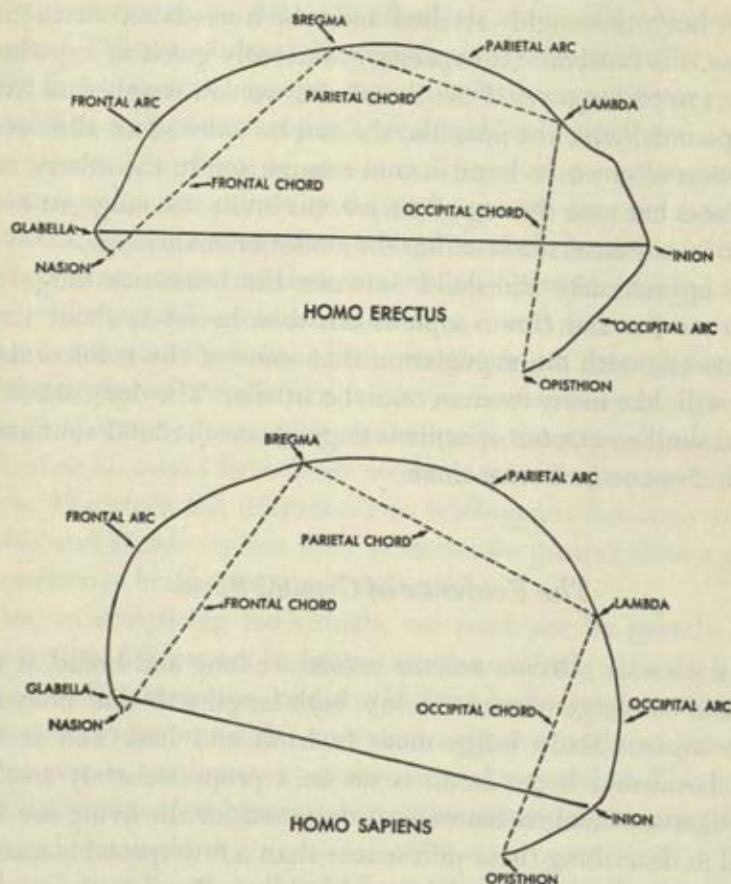 BREGMA
PARIETAL ARC
FRONTAL ARC
PARIETAL CHORD
LAMBDA
FRONTAL CHORD
OCCIPITAL CHORD
GLABELLA
INION
NASION
HOMO ERECTUS
OCCIPITAL ARC
OPISTHION
BREGMA
PARIETAL ARC
FRONTAL ARC
PARIETAL CHORD
LAMBDA
FRONTAL CHORD
GLABELLA
OCCIPITAL CHORD
OCCIPITAL ARC
NASION
INION
HOMO SAPIENS
OPISTHION